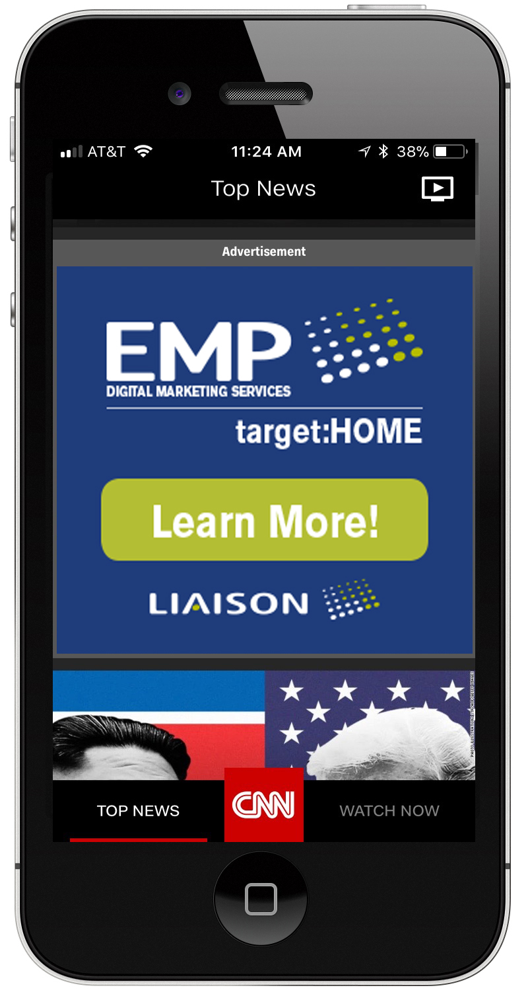 AT&T 11:24 AM 38%
Top News
Advertisement
EMP
DIGITAL MARKETING SERVICES
target:HOME
Learn More!
LIAISON
TOP NEWS CNN WATCH NOW